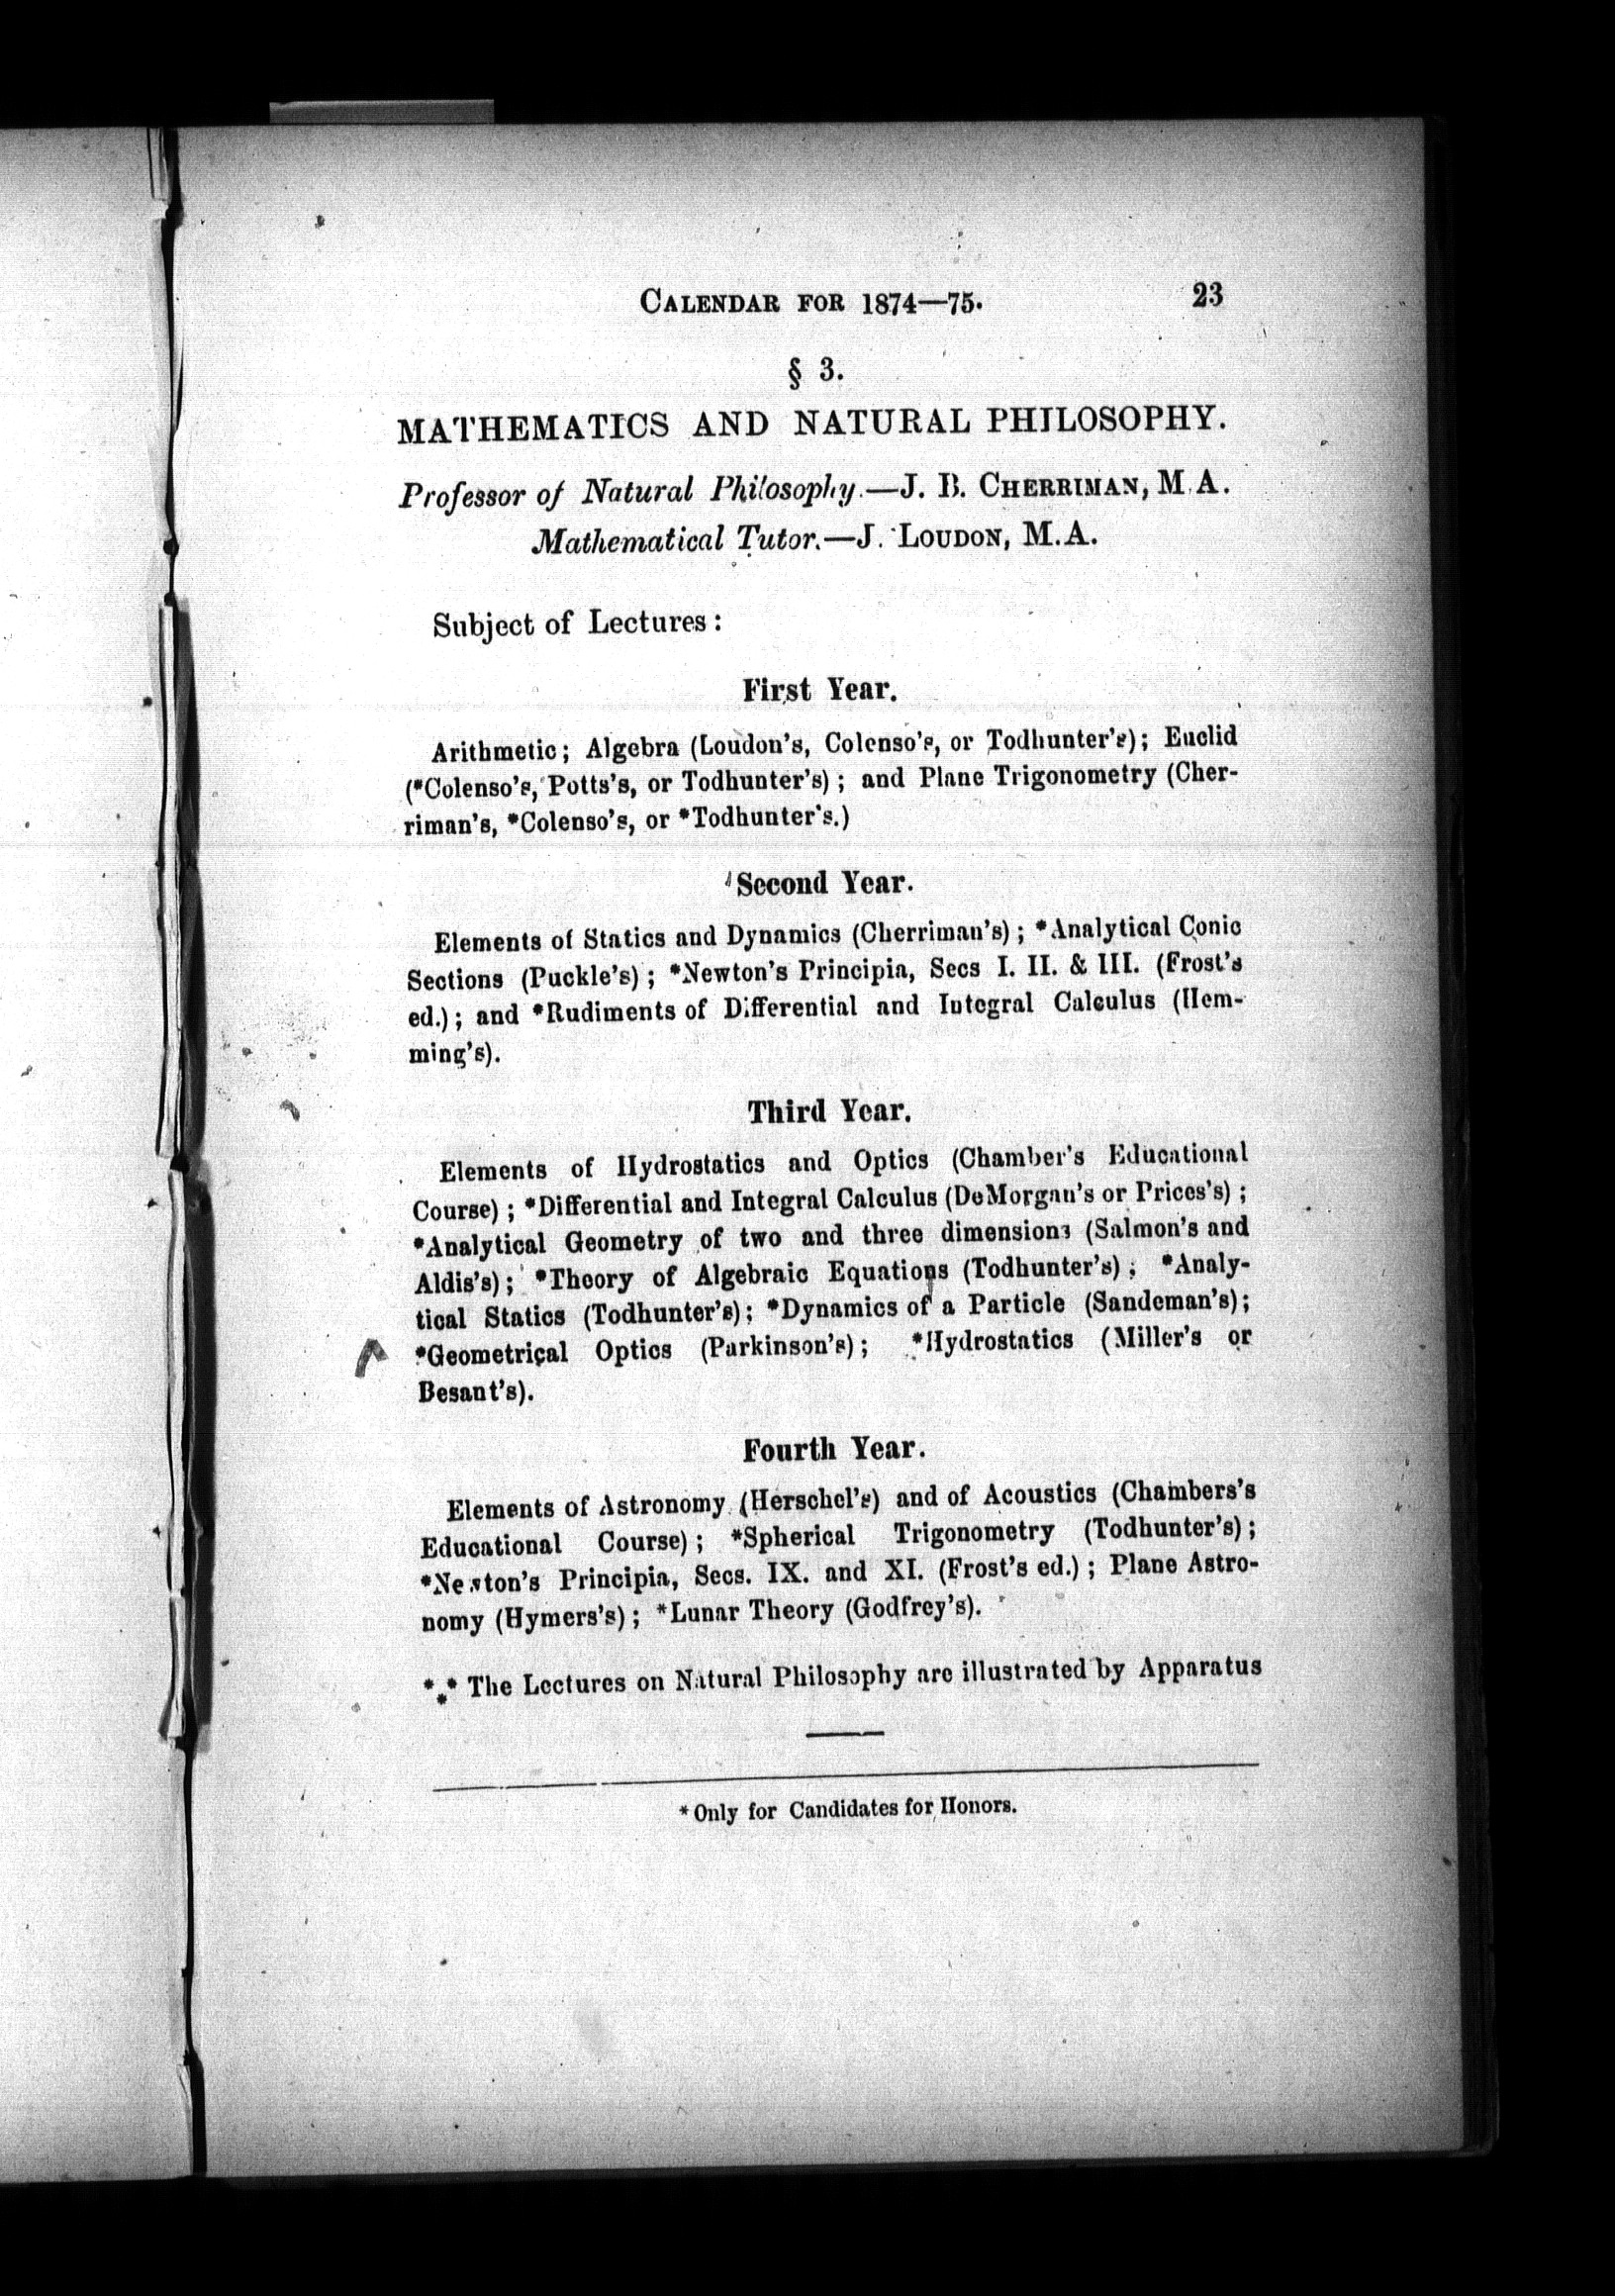 CALENDAR FOR 1874—75. 23
§ 3.
MATHEMATICS AND NATURAL PHILOSOPHY.
Professor of Natural Philosophy.—J. B. CHERRIMAN, M.A.
Mathematical Tutor.—J. LOUDON, M.A.
Subject of Lectures:
First Year.
Arithmetic; Algebra (Loudon's, Colenso's, or Todhunter's); Euclid
(*Colenso's, Potts's, or Todhunter's); and Plane Trigonometry (Cher-
riman's, *Colenso's, or *Todhunter's.)
Second Year.
Elements of Statics and Dynamics (Cherriman's); *Analytical Conic
Sections (Puckle's); *Newton's Principia, Secs I. II. & III. (Frost's
ed.); and *Rudiments of Differential and Integral Calculus (Hem-
ming's).
Third Year.
Elements of Hydrostatics and Optics (Chamber's Educational
Course); *Differential and Integral Calculus (DeMorgan's or Prices's);
*Analytical Geometry of two and three dimensions (Salmon's and
Aldis's); *Theory of Algebraic Equations (Todhunter's); *Analy-
tical Statics (Todhunter's); *Dynamics of a Particle (Sandeman's);
*Geometrical Optics (Parkinson's); *Hydrostatics (Miller's or
Besant's).
Fourth Year.
Elements of Astronomy (Herschel's) and of Acoustics (Chambers's
Educational Course); *Spherical Trigonometry (Todhunter's);
*Newton's Principia, Secs. IX. and XI. (Frost's ed.); Plane Astro-
nomy (Hymers's); *Lunar Theory (Godfrey's).
*** The Lectures on Natural Philosophy are illustrated by Apparatus
*Only for Candidates for Honors.